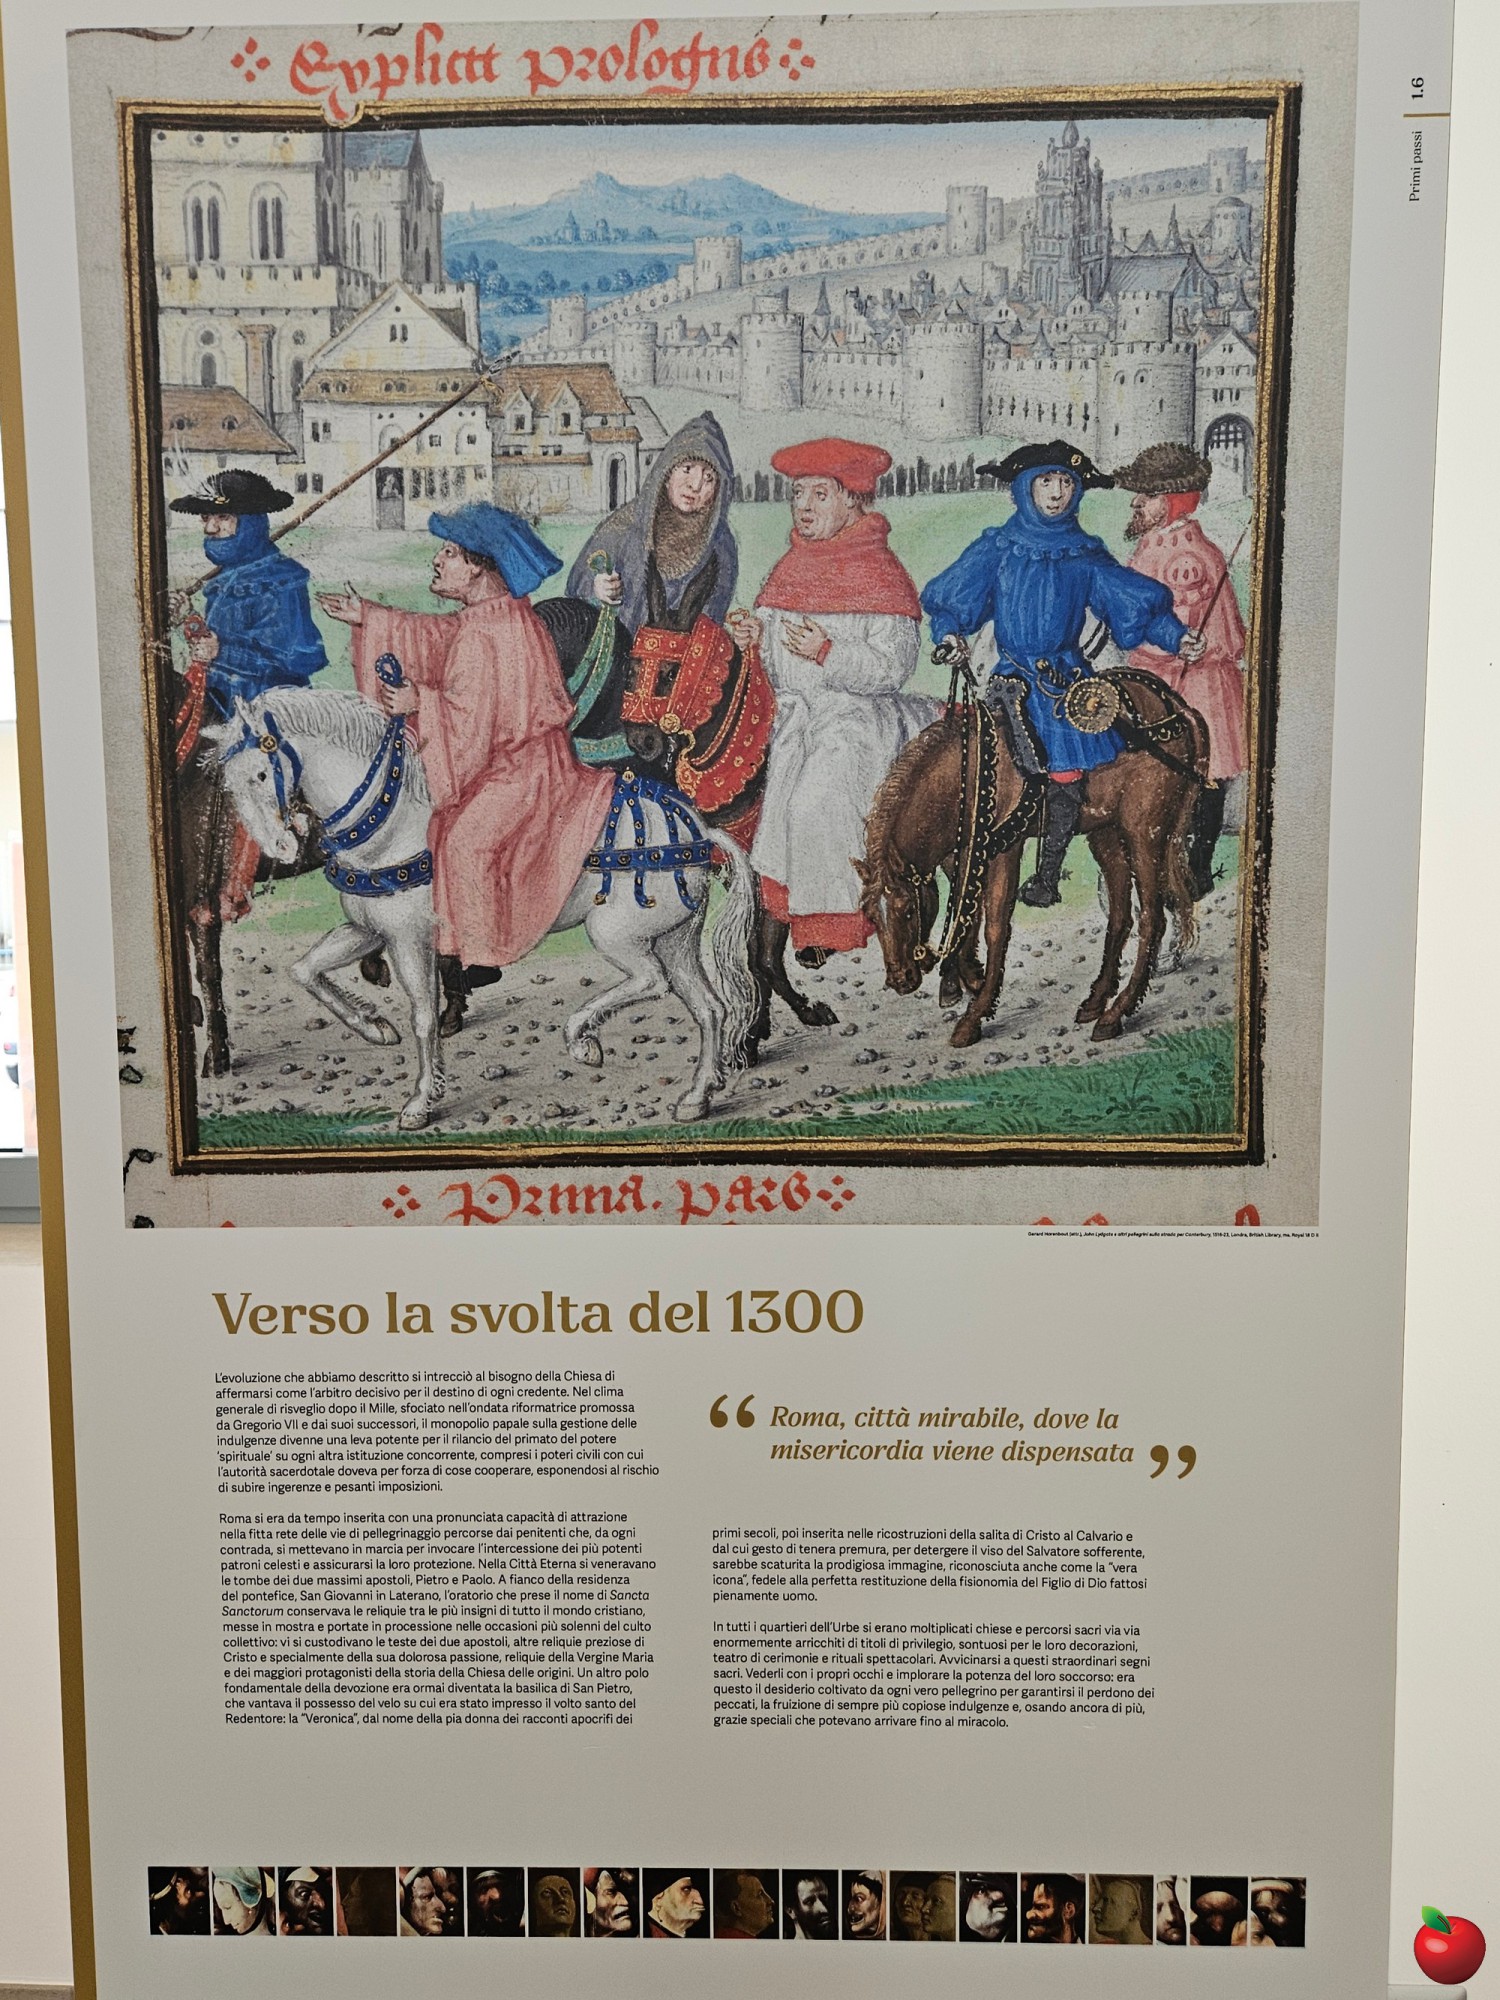 Explicit prologus
1.6
Primi passi
Prima. pars
Gerard Horenbout (attr.), John Lydgate e altri pellegrini sulla strada per Canterbury, 1516-23, Londra, British Library, ms. Royal 18 D II
Verso la svolta del 1300
L'evoluzione che abbiamo descritto si intrecciò al bisogno della Chiesa di
affermarsi come l'arbitro decisivo per il destino di ogni credente. Nel clima
generale di risveglio dopo il Mille, sfociato nell'ondata riformatrice promossa
da Gregorio VII e dai suoi successori, il monopolio papale sulla gestione delle
indulgenze divenne una leva potente per il rilancio del primato del potere
'spirituale' su ogni altra istituzione concorrente, compresi i poteri civili con cui
l'autorità sacerdotale doveva per forza di cose cooperare, esponendosi al rischio
di subire ingerenze e pesanti imposizioni.
Roma si era da tempo inserita con una pronunciata capacità di attrazione
nella fitta rete delle vie di pellegrinaggio percorse dai penitenti che, da ogni
contrada, si mettevano in marcia per invocare l'intercessione dei più potenti
patroni celesti e assicurarsi la loro protezione. Nella Città Eterna si veneravano
le tombe dei due massimi apostoli, Pietro e Paolo. A fianco della residenza
del pontefice, San Giovanni in Laterano, l'oratorio che prese il nome di Sancta
Sanctorum conservava le reliquie tra le più insigni di tutto il mondo cristiano,
messe in mostra e portate in processione nelle occasioni più solenni del culto
collettivo: vi si custodivano le teste dei due apostoli, altre reliquie preziose di
Cristo e specialmente della sua dolorosa passione, reliquie della Vergine Maria
e dei maggiori protagonisti della storia della Chiesa delle origini. Un altro polo
fondamentale della devozione era ormai diventata la basilica di San Pietro,
che vantava il possesso del velo su cui era stato impresso il volto santo del
Redentore: la "Veronica", dal nome della pia donna dei racconti apocrifi dei
“ Roma, città mirabile, dove la
misericordia viene dispensata ”
primi secoli, poi inserita nelle ricostruzioni della salita di Cristo al Calvario e
dal cui gesto di tenera premura, per detergere il viso del Salvatore sofferente,
sarebbe scaturita la prodigiosa immagine, riconosciuta anche come la "vera
icona", fedele alla perfetta restituzione della fisionomia del Figlio di Dio fattosi
pienamente uomo.
In tutti i quartieri dell'Urbe si erano moltiplicati chiese e percorsi sacri via via
enormemente arricchiti di titoli di privilegio, sontuosi per le loro decorazioni,
teatro di cerimonie e rituali spettacolari. Avvicinarsi a questi straordinari segni
sacri. Vederli con i propri occhi e implorare la potenza del loro soccorso: era
questo il desiderio coltivato da ogni vero pellegrino per garantirsi il perdono dei
peccati, la fruizione di sempre più copiose indulgenze e, osando ancora di più,
grazie speciali che potevano arrivare fino al miracolo.